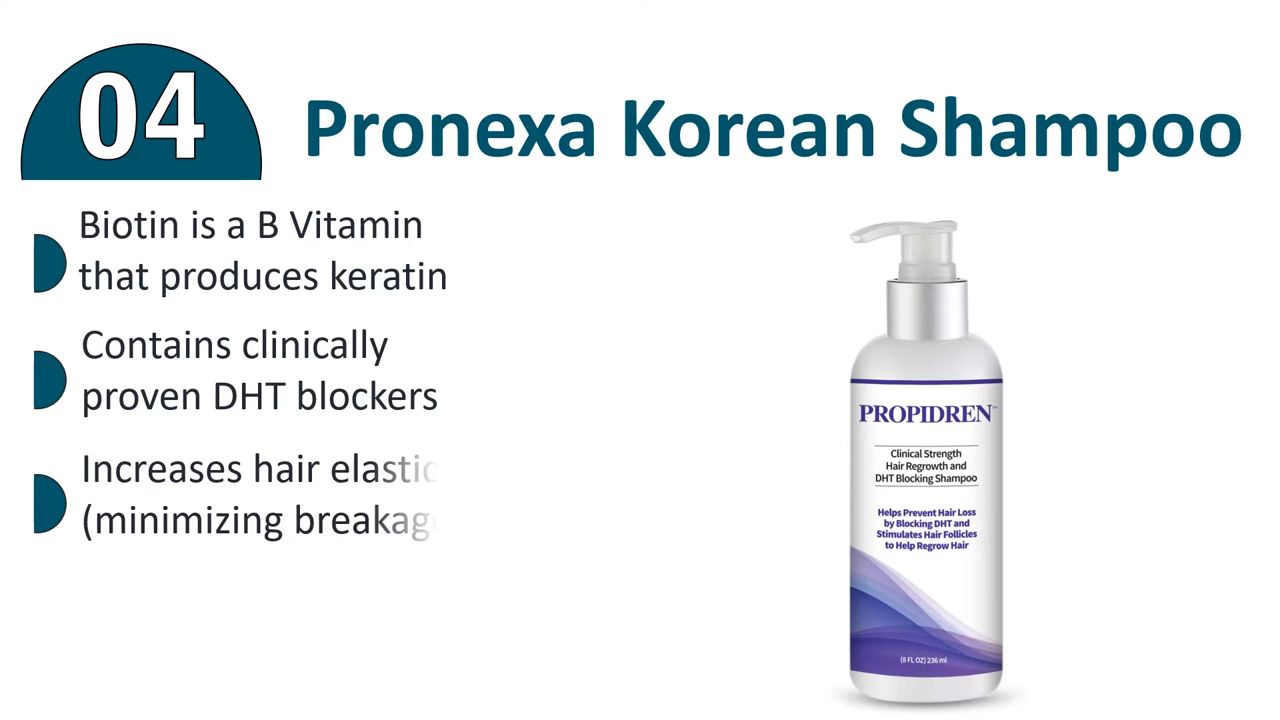 04
Pronexa Korean Shampoo
Biotin is a B Vitamin
that produces keratin
Contains clinically
proven DHT blockers
Increases hair elastic
(minimizing breakage
PROPIDREN™
Clinical Strength
Hair Regrowth and
DHT Blocking Shampoo
Helps Prevent Hair Loss
by Blocking DHT and
Stimulates Hair Follicles
to Help Regrow Hair
(8 FL OZ) 236 ml